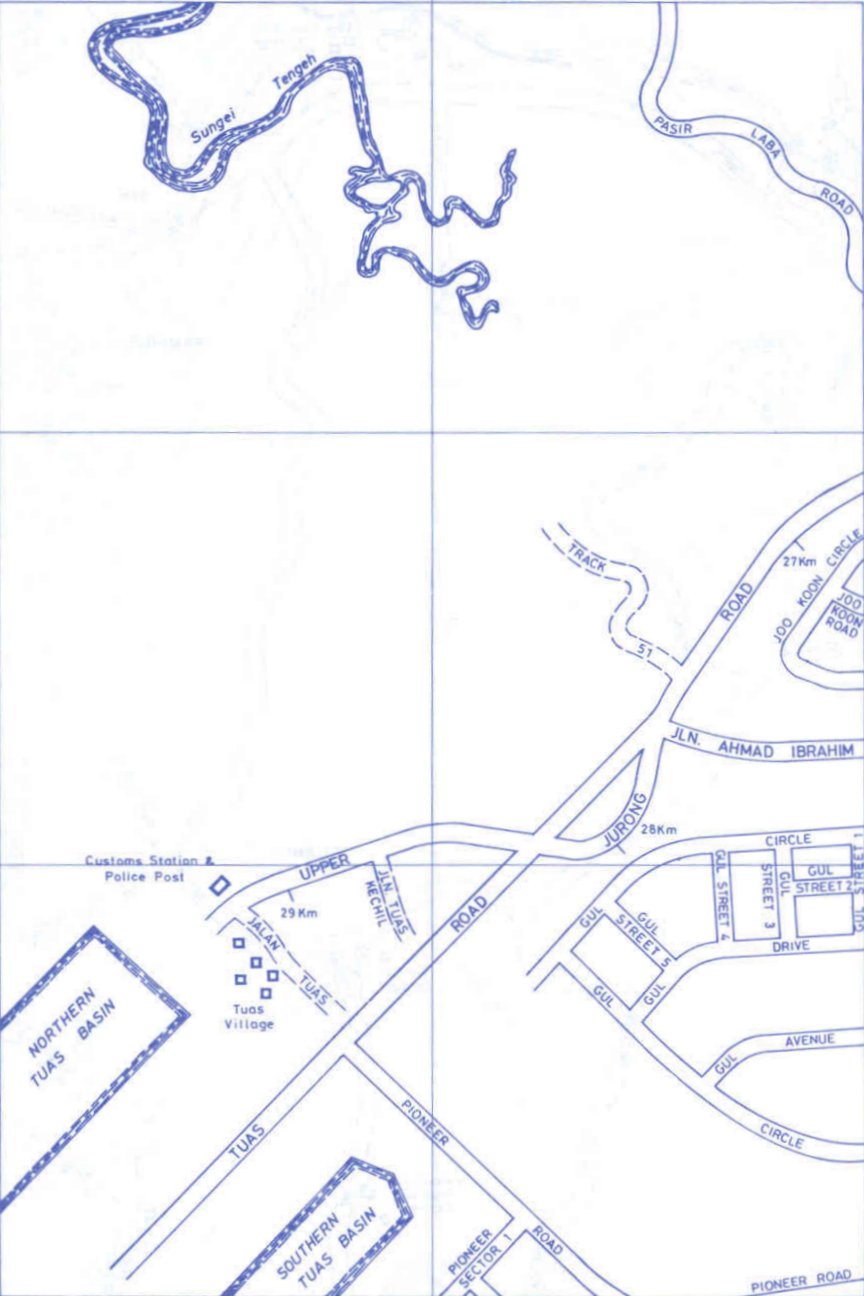 Sungei Tengeh
PASIR LABA ROAD
TRACK 51
ROAD
27Km
JOO KOON CIRCLE
JOO
KOON
ROAD
JLN. AHMAD IBRAHIM
JURONG
28Km
CIRCLE
GUL STREET 1
GUL
STREET 2
GUL
STREET 3
GUL STREET 4
DRIVE
GUL
GUL
STREET 5
GUL
GUL
GUL
AVENUE
CIRCLE
Customs Station &
Police Post
UPPER
29 Km
JLN TUAS
KECHIL
ROAD
JALAN
TUAS
Tuas
Village
NORTHERN
TUAS BASIN
TUAS
PIONEER
ROAD
SOUTHERN
TUAS BASIN
PIONEER
SECTOR 1
PIONEER ROAD